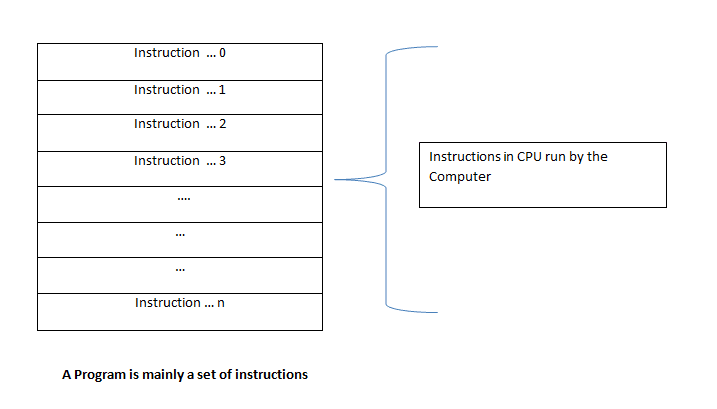 Instruction ... 0
Instruction ... 1
Instruction ... 2
Instruction ... 3
....
...
...
Instruction ... n
Instructions in CPU run by the
Computer
A Program is mainly a set of instructions